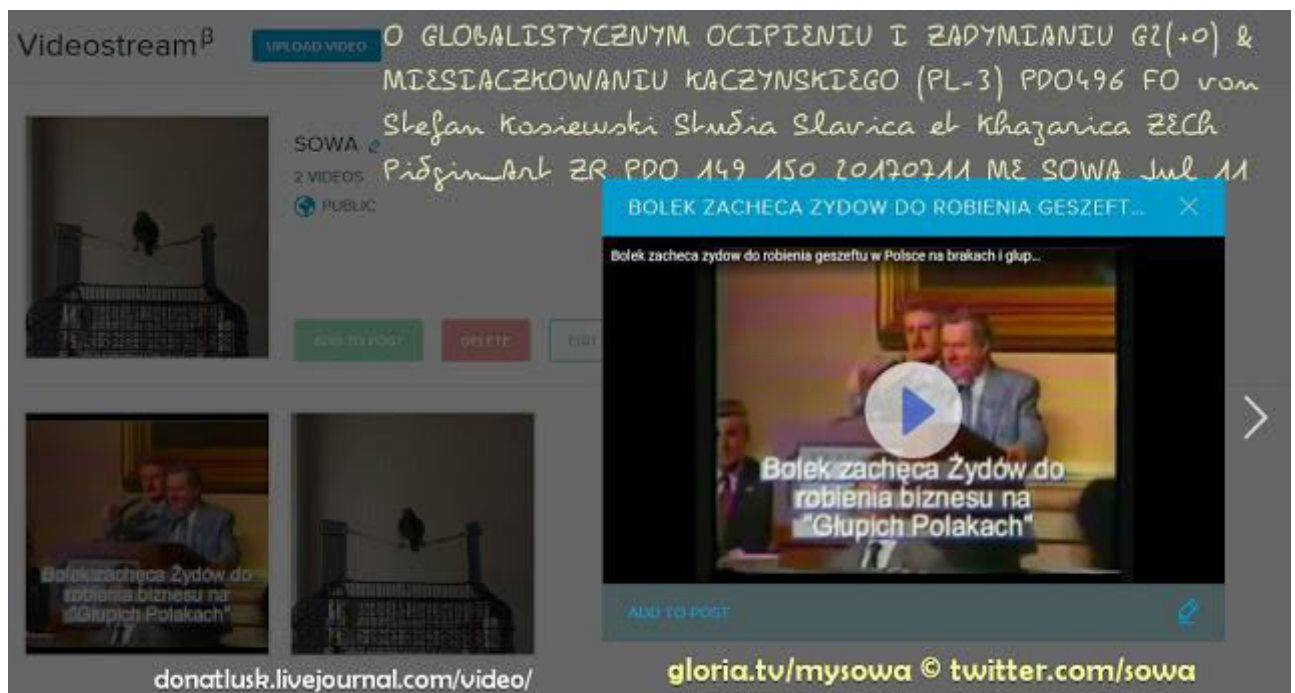 Videostream β
UPLOAD VIDEO
O GLOBALISTYCZNYM OCIPIENIU I ZADYMIANIU G2(+0) &
MIESIACZKOWANIU KACZYNSKIEGO (PL-3) PDO496 FO von
Stefan Kosiewski Studia Slavica et Khazarica ZECh
PidginArt ZR PDO 149 150 20170711 ME SOWA Jul 11
SOWA
2 VIDEOS
PUBLIC
ADD TO POST
DELETE
EDIT
BOLEK ZACHECA ZYDOW DO ROBIENIA GESZEFT...
Bolek zacheca zydow do robienia geszeftu w Polsce na brakach i glup...
Bolek zachęca Żydów do
robienia biznesu na
"Głupich Polakach"
ADD TO POST
Bolek zachęca Żydów do
robienia biznesu na
"Głupich Polakach"
donatlusk.livejournal.com/video/
gloria.tv/mysowa © twitter.com/sowa